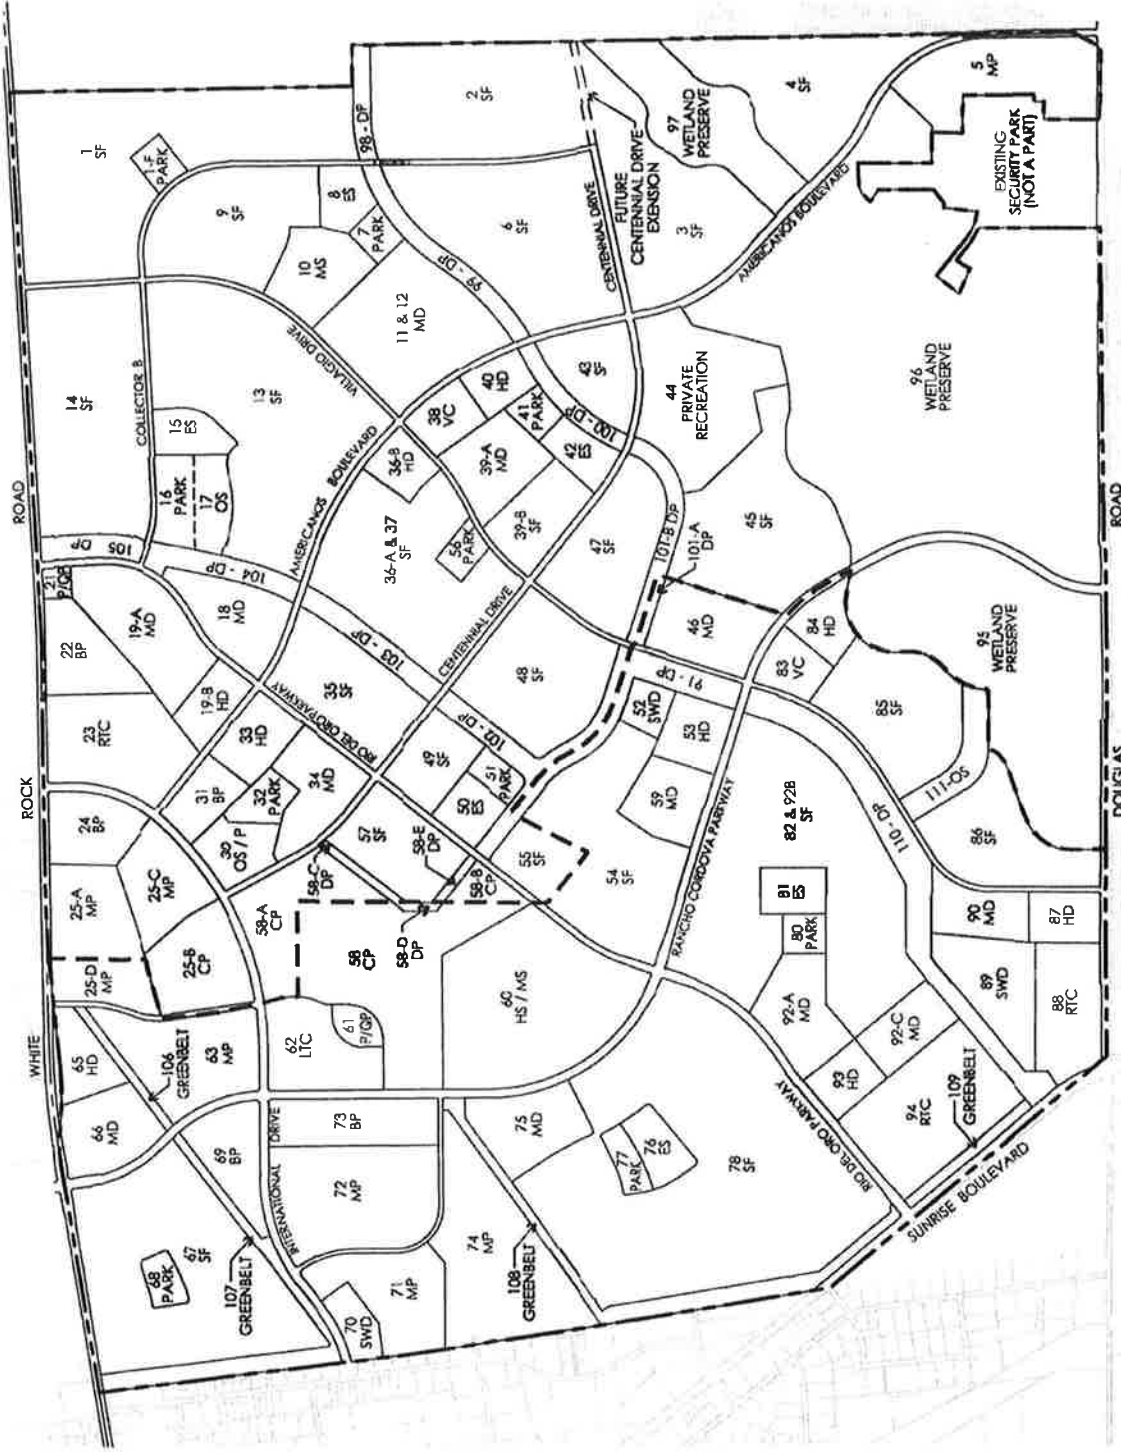 WHITE
ROCK
ROAD
67
SF
68
PARK
66
MD
65
HD
106
GREENBELT
63
MP
69
BP
107
GREENBELT
25-D
MP
25-A
MP
25-B
CP
25-C
MP
24
BP
23
RTC
22
BP
21
P/QP
19-A
MD
19-B
HD
18
MD
105 DP
104 - DP
103 - DP
102 - DP
14
SF
COLLECTOR B
15
ES
16
PARK
17
OS
13
SF
1
SF
1-F
PARK
9
SF
8
ES
7
PARK
10
MS
11 & 12
MD
VILLAGIO DRIVE
98 - DP
99 - DP
100 - DP
2
SF
6
SF
INTERNATIONAL
DRIVE
70
SWD
71
MP
72
MP
73
BP
74
MP
108
GREENBELT
62
LTC
61
P/QP
58-A
CP
58
CP
58-C
DP
58-D
DP
58-E
DP
58-B
CP
57
SF
30
OS / P
31
BP
32
PARK
33
HD
34
MD
35
SF
RIO DEL ORO PARKWAY
AMERICANOS BOULEVARD
36-A & 37
SF
36-B
HD
38
VC
39-A
MD
39-B
SF
40
HD
41
PARK
42
ES
43
SF
56
PARK
CENTENNIAL DRIVE
47
SF
48
SF
49
SF
50
ES
51
PARK
55
SF
54
SF
60
HS / MS
75
MD
76
ES
77
PARK
78
SF
RIO DEL ORO PARKWAY
RANCHO CORDOVA PARKWAY
59
MD
52
SWD
53
HD
91 - DP
46
MD
101-B DP
101-A
DP
45
SF
44
PRIVATE
RECREATION
CENTENNIAL DRIVE
FUTURE
CENTENNIAL DRIVE
EXENSION
3
SF
97
WETLAND
PRESERVE
4
SF
AMERICANOS BOULEVARD
5
MP
EXISTING
SECURITY PARK
(NOT A PART)
96
WETLAND
PRESERVE
95
WETLAND
PRESERVE
83
VC
84
HD
85
SF
86
SF
111-OS
110 - DP
82 & 92B
SF
81
ES
80
PARK
92-A
MD
92-C
MD
93
HD
94
RTC
109
GREENBELT
SUNRISE BOULEVARD
90
MD
87
HD
89
SWD
88
RTC
DOUGLAS
ROAD